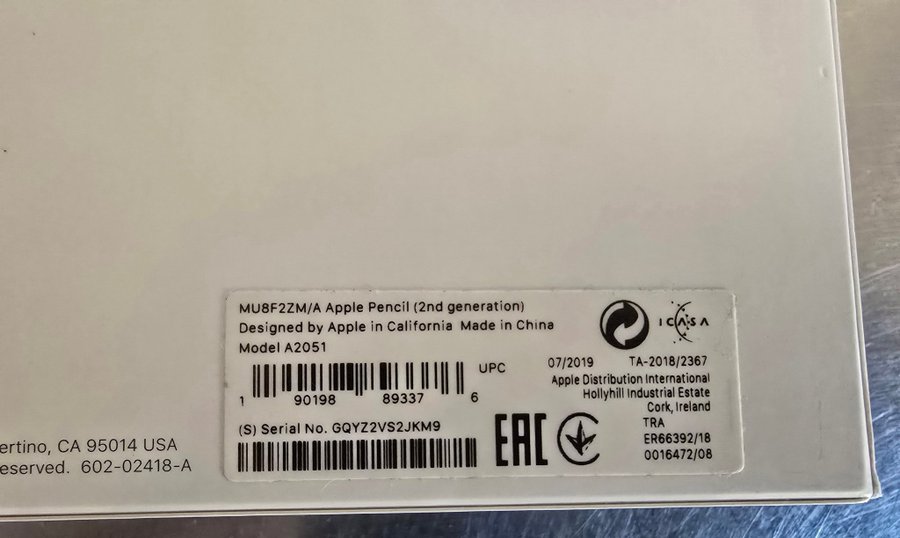 MU8F2ZM/A Apple Pencil (2nd generation)
Designed by Apple in California Made in China
Model A2051
UPC
1 90198 89337 6
(S) Serial No. GQYZ2VS2JKM9
ICASA
07/2019 TA-2018/2367
Apple Distribution International
Hollyhill Industrial Estate
Cork, Ireland
TRA
ER66392/18
0016472/08
EAC
ertino, CA 95014 USA
eserved. 602-02418-A